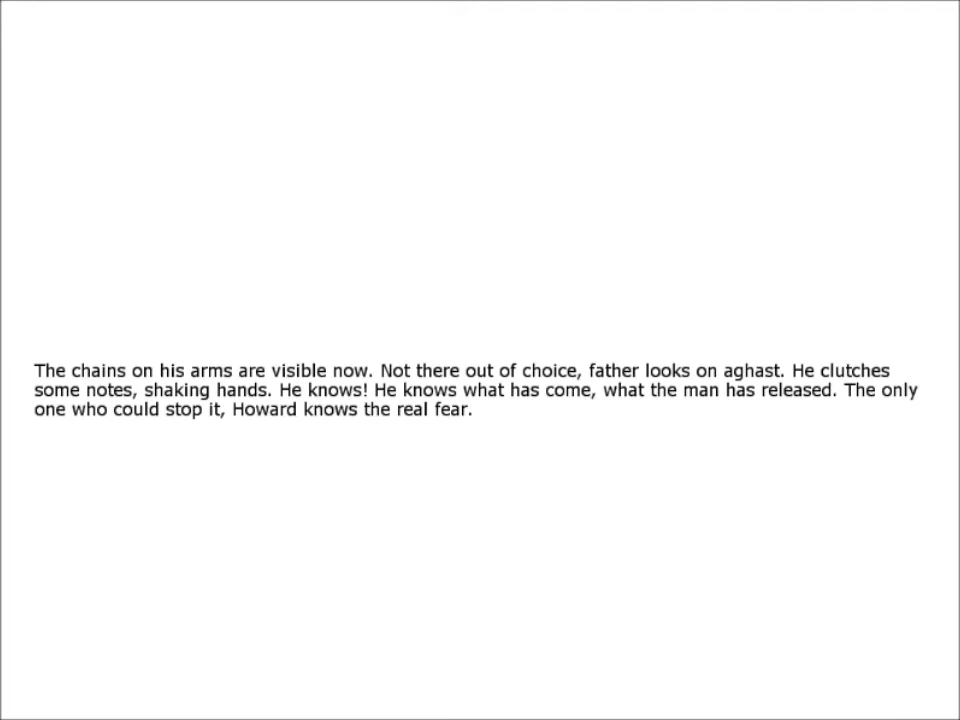 The chains on his arms are visible now. Not there out of choice, father looks on aghast. He clutches
some notes, shaking hands. He knows! He knows what has come, what the man has released. The only
one who could stop it, Howard knows the real fear.